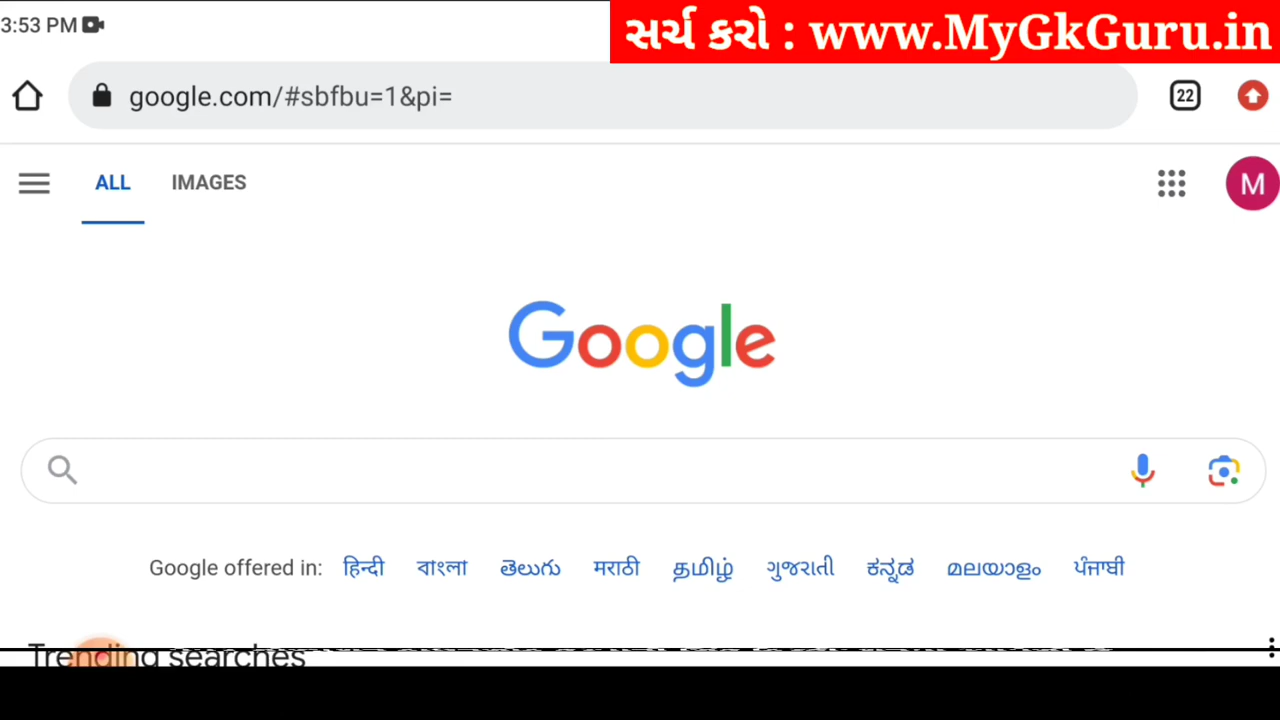 3:53 PM
સર્ચ કરો : www.MyGkGuru.in
google.com/#sbfbu=1&pi=
22
ALL IMAGES
M
Google
Google offered in: हिन्दी বাংলা తెలుగు मराठी தமிழ் ગુજરાતી ಕನ್ನಡ മലയാളം ਪੰਜਾਬੀ
Trending searches